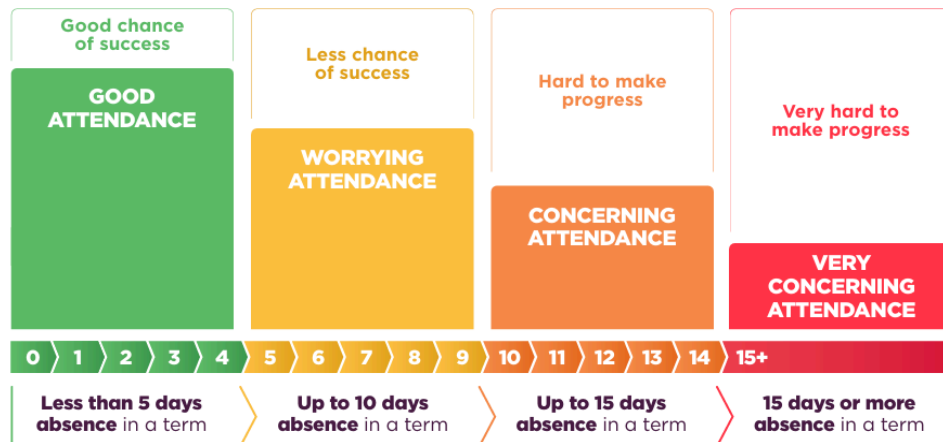 Good chance
of success
GOOD
ATTENDANCE
Less chance
of success
WORRYING
ATTENDANCE
Hard to make
progress
CONCERNING
ATTENDANCE
Very hard to
make progress
VERY
CONCERNING
ATTENDANCE
0 1 2 3 4 5 6 7 8 9 10 11 12 13 14 15+
Less than 5 days
absence in a term
Up to 10 days
absence in a term
Up to 15 days
absence in a term
15 days or more
absence in a term